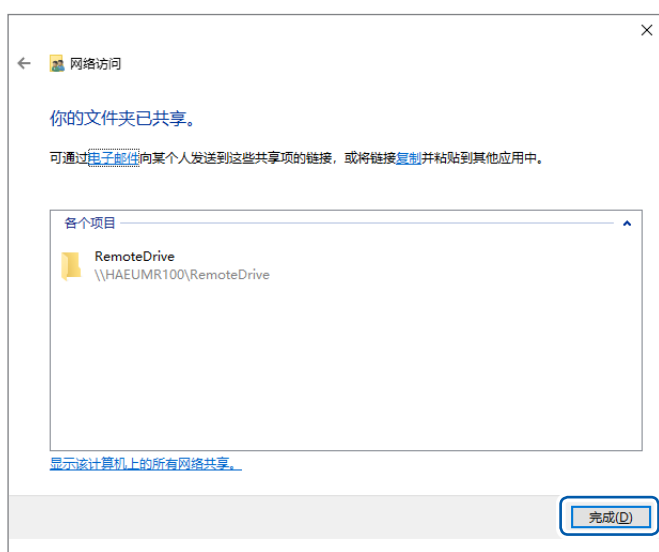 网络访问
你的文件夹已共享。
可通过电子邮件向某个人发送到这些共享项的链接，或将链接复制并粘贴到其他应用中。
各个项目
RemoteDrive
\\HAEUMR100\RemoteDrive
显示该计算机上的所有网络共享。
完成(D)